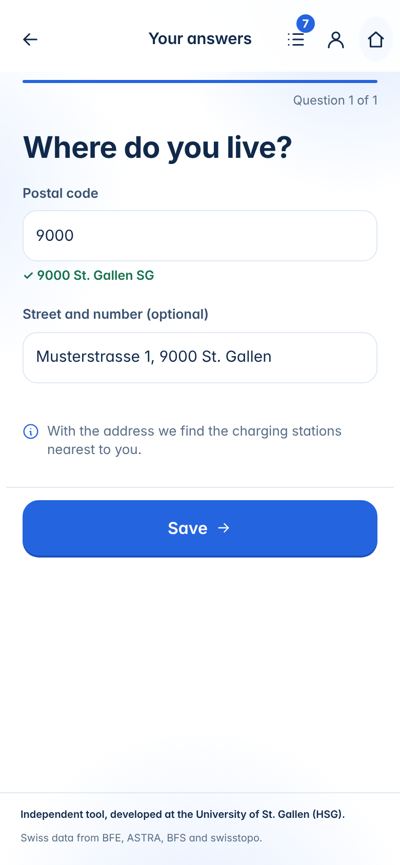 Your answers
7
Question 1 of 1
Where do you live?
Postal code
9000
✓ 9000 St. Gallen SG
Street and number (optional)
Musterstrasse 1, 9000 St. Gallen
With the address we find the charging stations
nearest to you.
Save →
Independent tool, developed at the University of St. Gallen (HSG).
Swiss data from BFE, ASTRA, BFS and swisstopo.